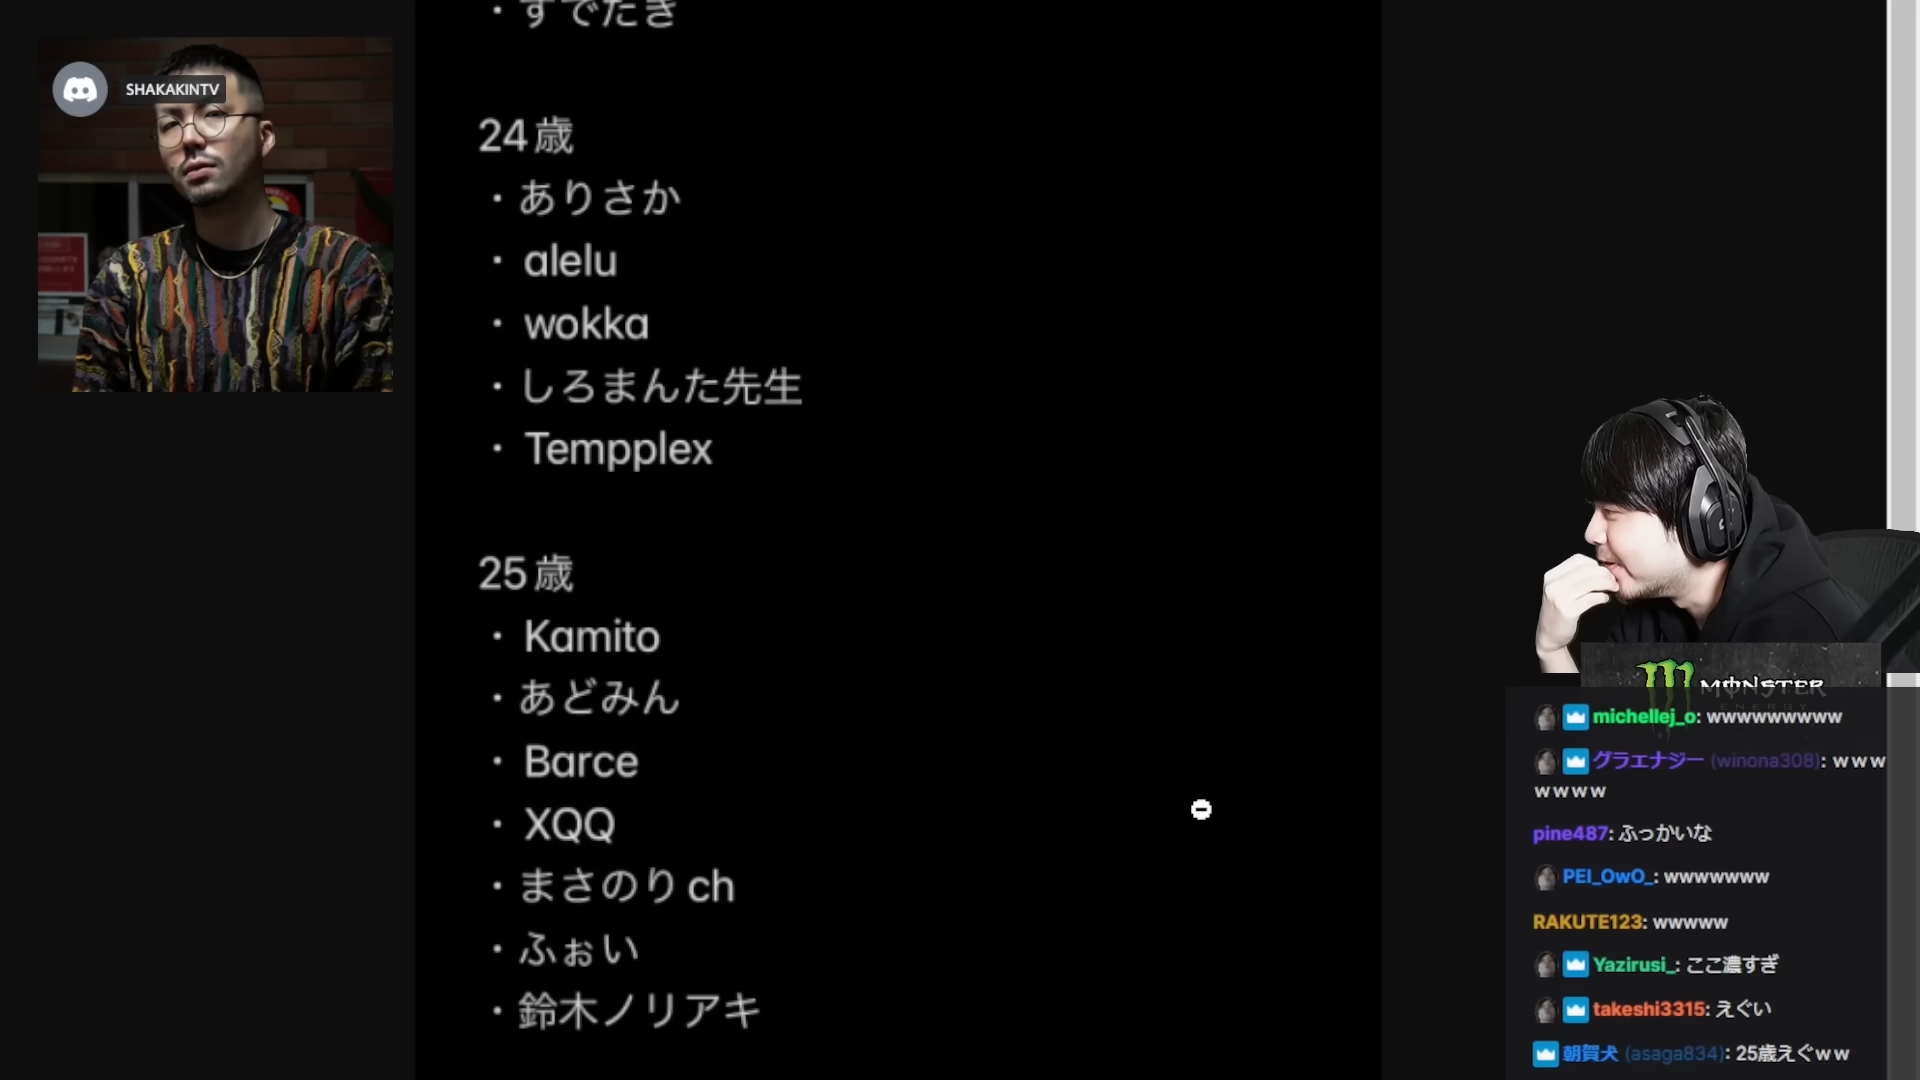 ・すでたき
SHAKAKINTV
24歳
・ありさか
・alelu
・wokka
・しろまんた先生
・Tempplex
25歳
・Kamito
・あどみん
・Barce
・XQQ
・まさのりch
・ふぉい
・鈴木ノリアキ
MONSTER
ENERGY
michellej_o: wwwwwwwww
グラエナジー (winona308): ｗｗｗ
ｗｗｗｗ
pine487: ふっかいな
PEI_OwO_: wwwwwww
RAKUTE123: wwwww
Yazirusi_: ここ濃すぎ
takeshi3315: えぐい
朝賀犬 (asaga834): 25歳えぐｗｗ